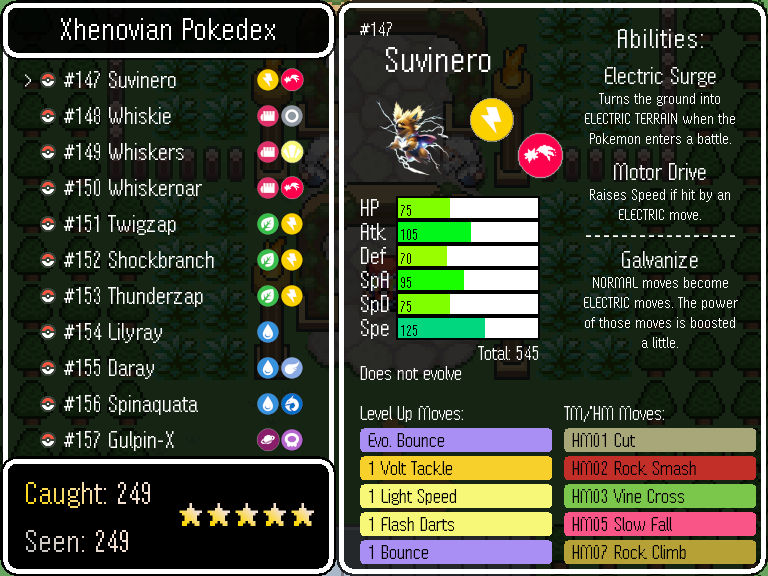 Xhenovian Pokedex
#147 Suvinero
#148 Whiskie
#149 Whiskers
#150 Whiskeroar
#151 Twigzap
#152 Shockbranch
#153 Thunderzap
#154 Lilyray
#155 Daray
#156 Spinaquata
#157 Gulpin-X
Caught: 249
Seen: 249
#147
Suvinero
HP 75
Atk 105
Def 70
SpA 95
SpD 75
Spe 125
Total: 545
Does not evolve
Abilities:
Electric Surge
Turns the ground into
ELECTRIC TERRAIN when the
Pokemon enters a battle.
Motor Drive
Raises Speed if hit by an
ELECTRIC move.
Galvanize
NORMAL moves become
ELECTRIC moves. The power
of those moves is boosted
a little.
Level Up Moves:
Evo. Bounce
1 Volt Tackle
1 Light Speed
1 Flash Darts
1 Bounce
TM/HM Moves:
HM01 Cut
HM02 Rock Smash
HM03 Vine Cross
HM05 Slow Fall
HM07 Rock Climb